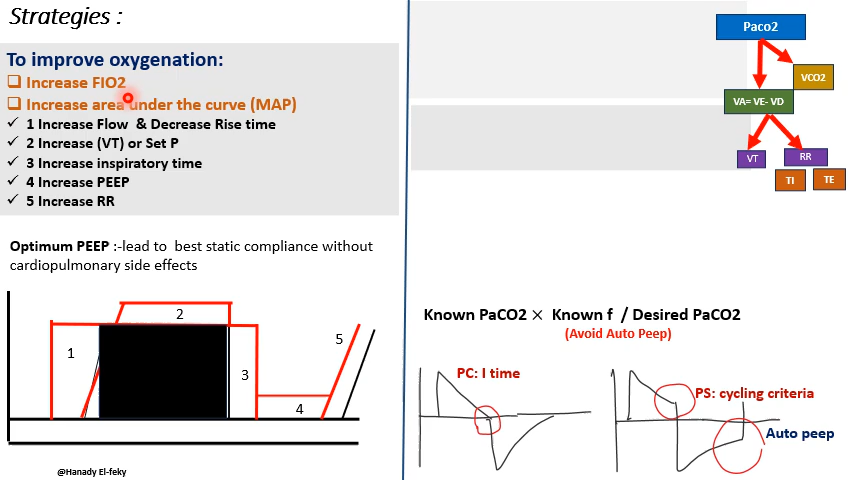 Strategies :
To improve oxygenation:
❑ Increase FIO2
❑ Increase area under the curve (MAP)
✓ 1 Increase Flow & Decrease Rise time
✓ 2 Increase (VT) or Set P
✓ 3 Increase inspiratory time
✓ 4 Increase PEEP
✓ 5 Increase RR
Optimum PEEP :-lead to best static compliance without
cardiopulmonary side effects
1
2
3
4
5
@Hanady El-feky
Paco2
VCO2
VA= VE- VD
VT
RR
TI
TE
Known PaCO2 × Known f / Desired PaCO2
(Avoid Auto Peep)
PC: I time
PS: cycling criteria
Auto peep